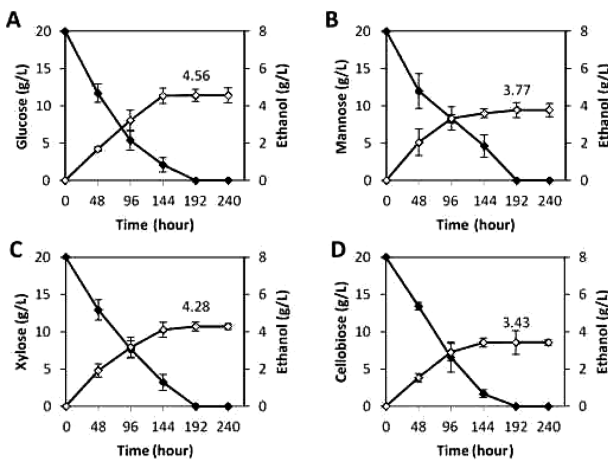 A
B
Glucose (g/L)
20
15
10
5
0
4.56
8
6
4
2
0
Ethanol (g/L)
0 48 96 144 192 240
Time (hour)
Mannose (g/L)
20
15
10
5
0
3.77
8
6
4
2
0
Ethanol (g/L)
0 48 96 144 192 240
Time (hour)
C
D
Xylose (g/L)
20
15
10
5
0
4.28
8
6
4
2
0
Ethanol (g/L)
0 48 96 144 192 240
Time (hour)
Cellobiose (g/L)
20
15
10
5
0
3.43
8
6
4
2
0
Ethanol (g/L)
0 48 96 144 192 240
Time (hour)